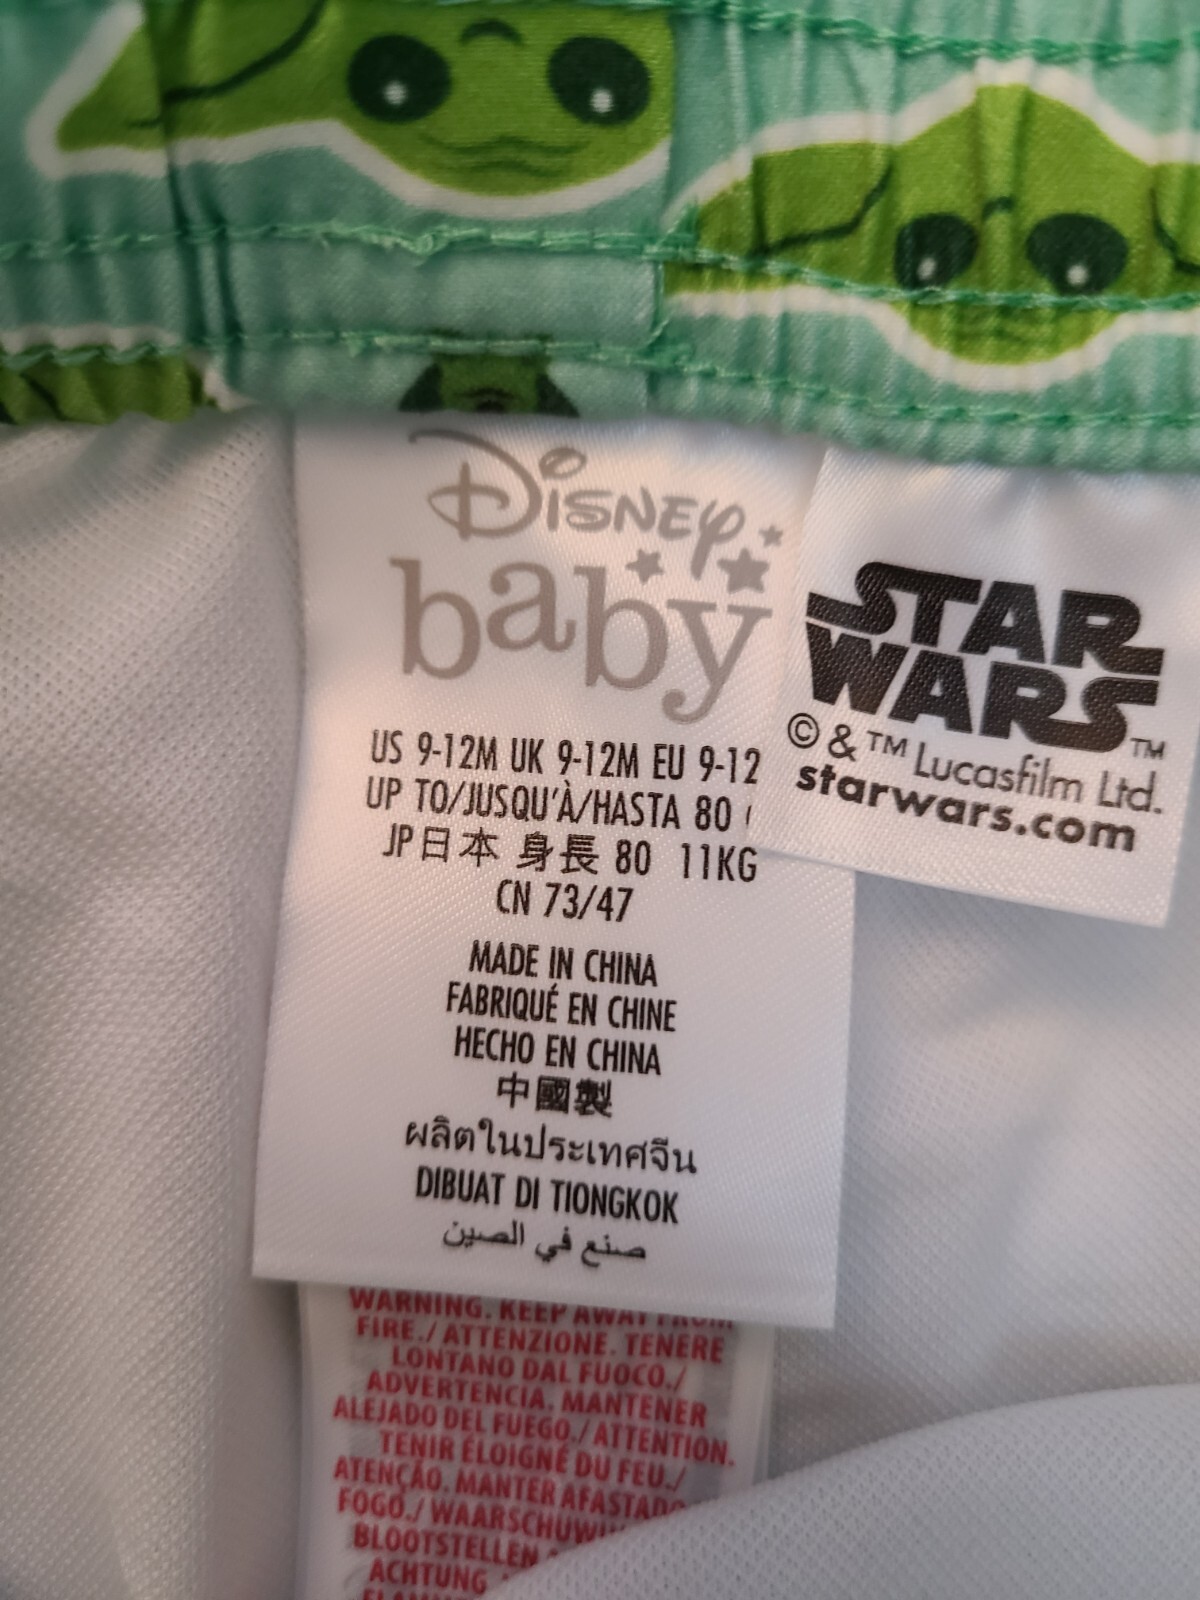 Disney
baby
US 9-12M UK 9-12M EU 9-12
UP TO/JUSQU'À/HASTA 80
JP日本 身長 80 11KG
CN 73/47
MADE IN CHINA
FABRIQUÉ EN CHINE
HECHO EN CHINA
中國製
ผลิตในประเทศจีน
DIBUAT DI TIONGKOK
صنع في الصين
STAR
WARS™
© & ™ Lucasfilm Ltd.
starwars.com
WARNING. KEEP AWAY FROM
FIRE./ATTENZIONE. TENERE
LONTANO DAL FUOCO./
ADVERTENCIA. MANTENER
ALEJADO DEL FUEGO./ATTENTION.
TENIR ÉLOIGNÉ DU FEU./
ATENÇÃO. MANTER AFASTADO
FOGO./
BLOOTSTELLEN
ACHTUNG